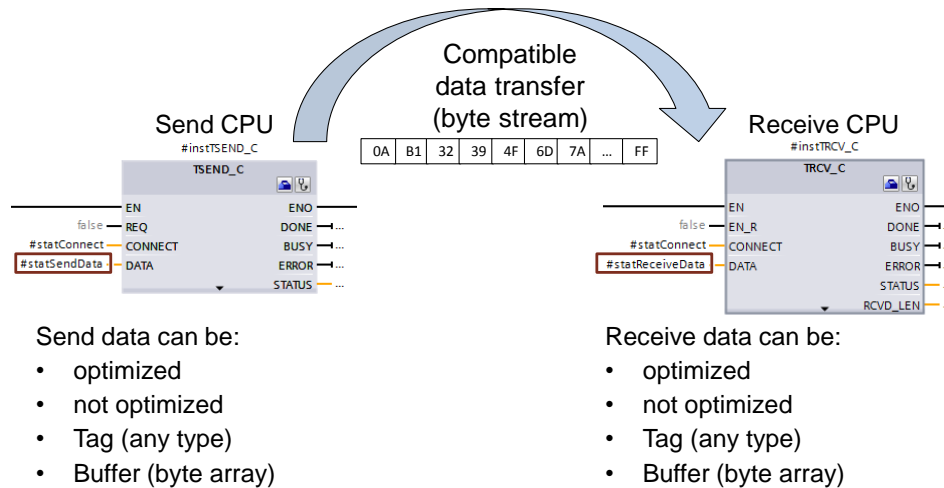 Compatible
data transfer
(byte stream)
0A B1 32 39 4F 6D 7A ... FF
Send CPU
#instTSEND_C
TSEND_C
EN ENO
false REQ DONE ...
#statConnect CONNECT BUSY ...
#statSendData DATA ERROR ...
STATUS ...
Receive CPU
#instTRCV_C
TRCV_C
EN ENO
false EN_R DONE ...
#statConnect CONNECT BUSY ...
#statReceiveData DATA ERROR ...
STATUS ...
RCVD_LEN ...
Send data can be:
• optimized
• not optimized
• Tag (any type)
• Buffer (byte array)
Receive data can be:
• optimized
• not optimized
• Tag (any type)
• Buffer (byte array)